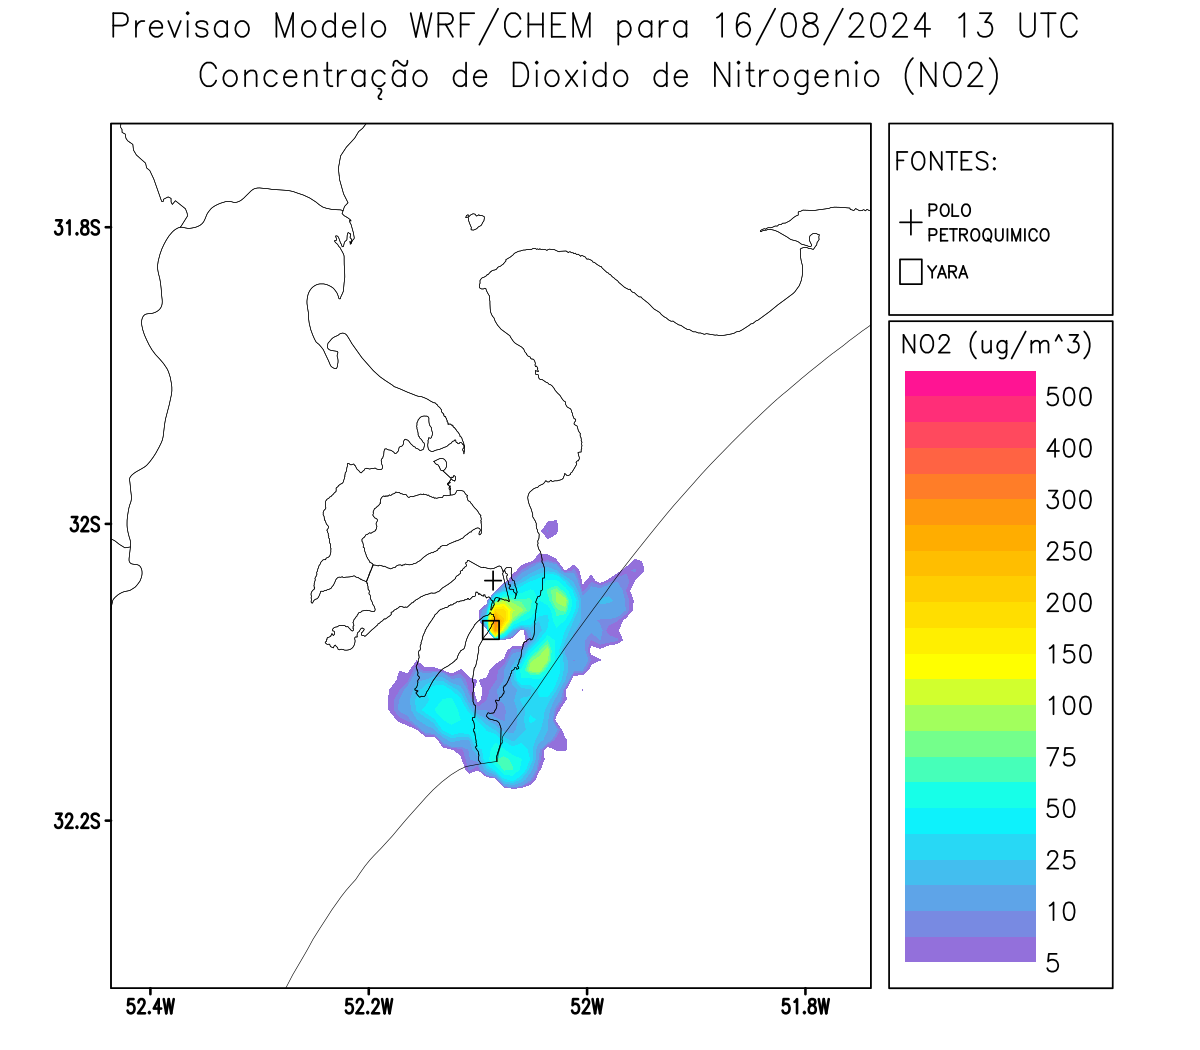 Previsao Modelo WRF/CHEM para 16/08/2024 13 UTC
Concentração de Dioxido de Nitrogenio (NO2)
FONTES:
POLO
PETROQUIMICO
YARA
31.8S
32S
32.2S
52.4W
52.2W
52W
51.8W
NO2 (ug/m^3)
500
400
300
250
200
150
100
75
50
25
10
5